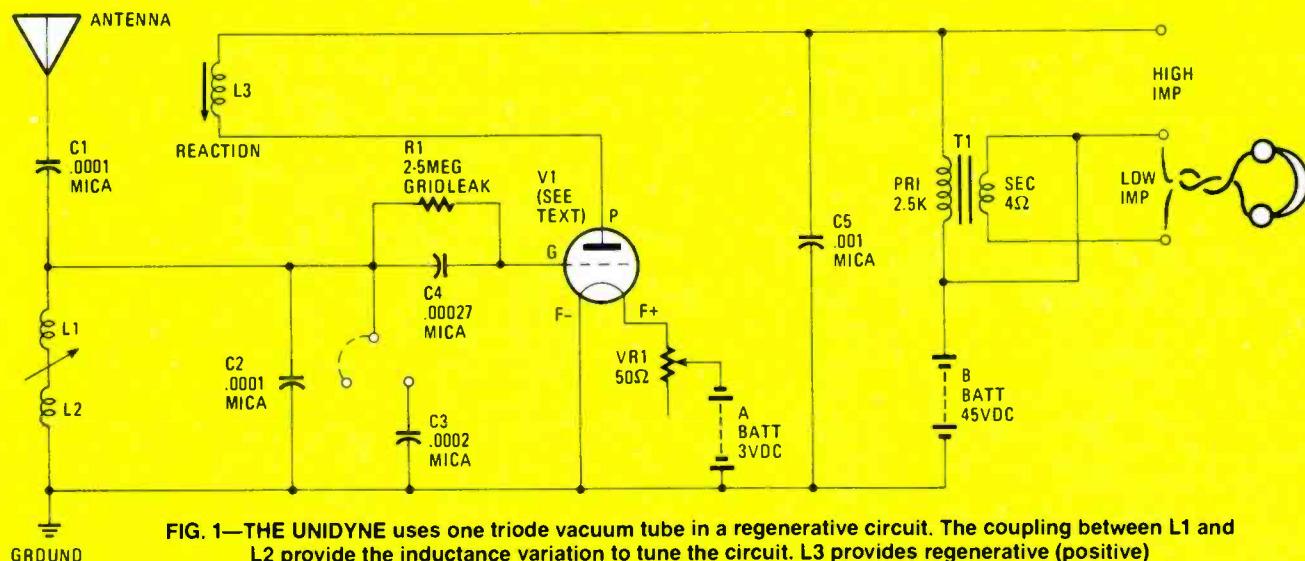 ANTENNA
L3
REACTION
C1
.0001
MICA
R1
2-5MEG
GRIDLEAK
V1
(SEE
TEXT)
P
G
F-
F+
C4
.00027
MICA
L1
L2
C2
.0001
MICA
C3
.0002
MICA
VR1
50Ω
A
BATT
3VDC
C5
.001
MICA
T1
PRI
2.5K
SEC
4Ω
HIGH
IMP
LOW
IMP
B
BATT
45VDC
GROUND
FIG. 1—THE UNIDYNE uses one triode vacuum tube in a regenerative circuit. The coupling between L1 and
L2 provide the inductance variation to tune the circuit. L3 provides regenerative (positive)